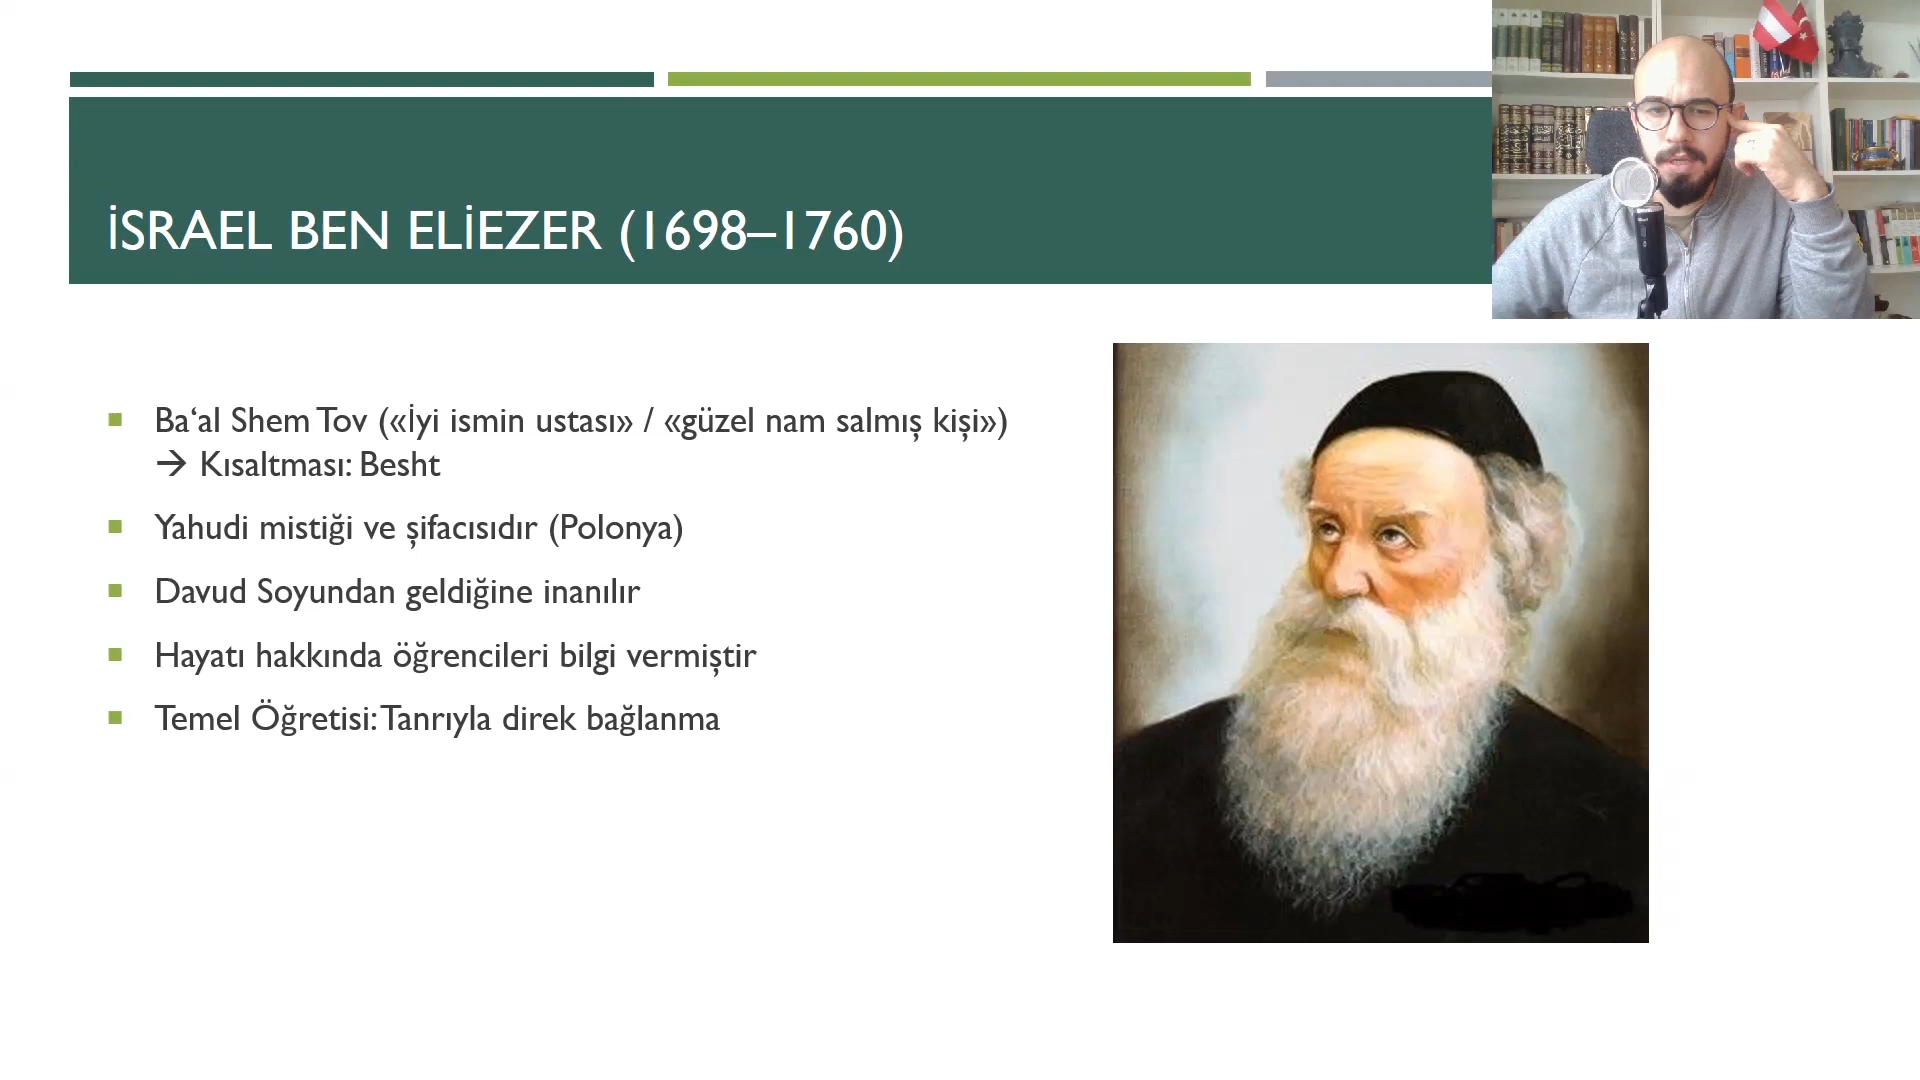 İSRAEL BEN ELİEZER (1698–1760)
Ba‘al Shem Tov («İyi ismin ustası» / «güzel nam salmış kişi»)
→ Kısaltması: Besht
Yahudi mistiği ve şifacısıdır (Polonya)
Davud Soyundan geldiğine inanılır
Hayatı hakkında öğrencileri bilgi vermiştir
Temel Öğretisi: Tanrıyla direk bağlanma